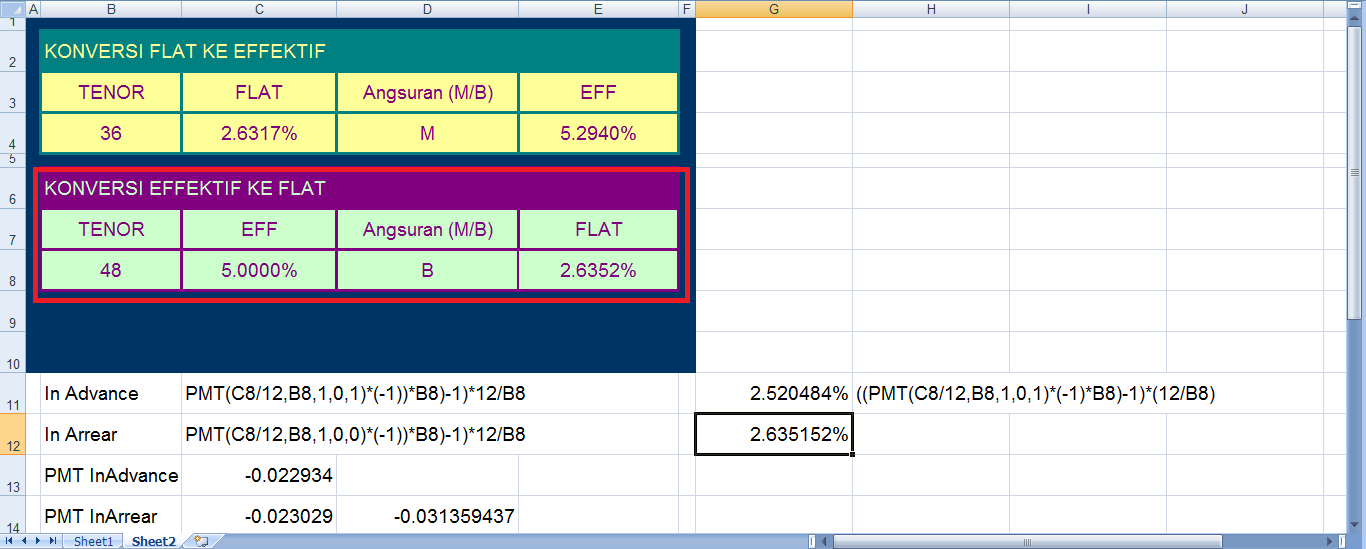 A B C D E F G H I J
1
2 KONVERSI FLAT KE EFFEKTIF
3 TENOR FLAT Angsuran (M/B) EFF
4 36 2.6317% M 5.2940%
5
6 KONVERSI EFFEKTIF KE FLAT
7 TENOR EFF Angsuran (M/B) FLAT
8 48 5.0000% B 2.6352%
9
10
11 In Advance PMT(C8/12,B8,1,0,1)*(-1))*B8)-1)*12/B8 2.520484% ((PMT(C8/12,B8,1,0,1)*(-1)*B8)-1)*(12/B8)
12 In Arrear PMT(C8/12,B8,1,0,0)*(-1))*B8)-1)*12/B8 2.635152%
13 PMT InAdvance -0.022934
14 PMT InArrear -0.023029 -0.031359437
Sheet1 Sheet2